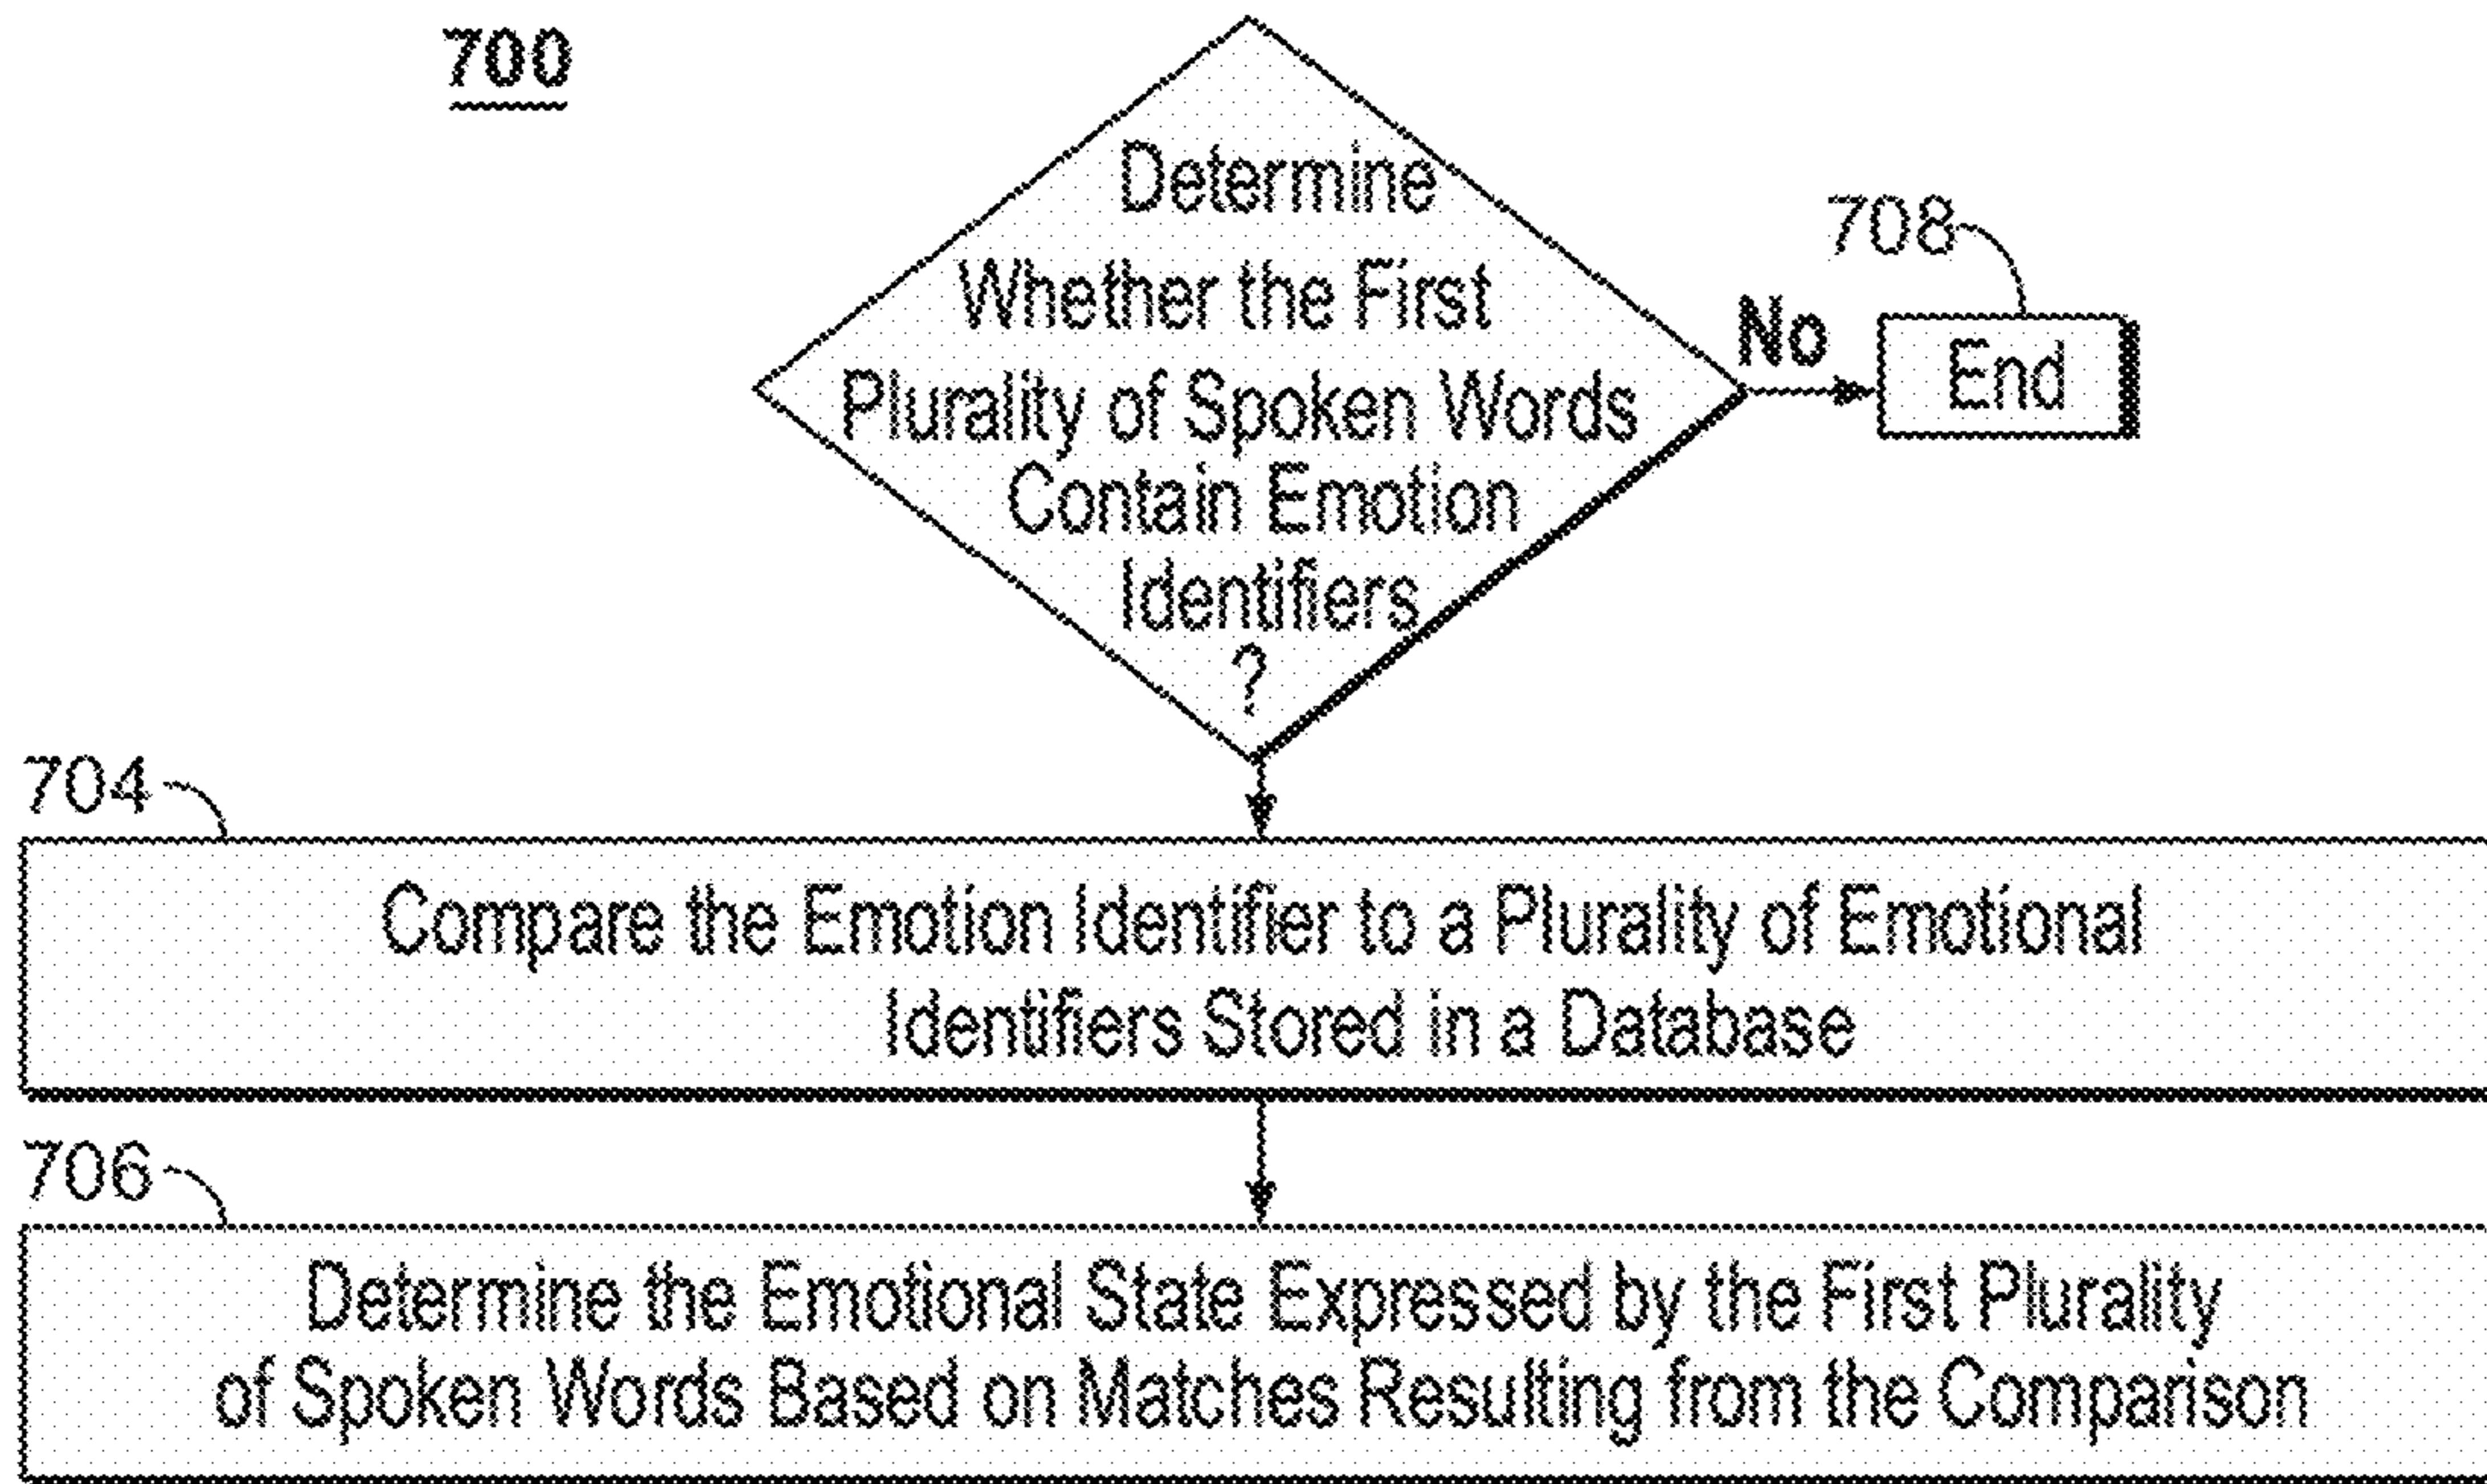 700
Determine
Whether the First
Plurality of Spoken Words
Contain Emotion
Identifiers
?
No
708
End
704
Compare the Emotion Identifier to a Plurality of Emotional
Identifiers Stored in a Database
706
Determine the Emotional State Expressed by the First Plurality
of Spoken Words Based on Matches Resulting from the Comparison